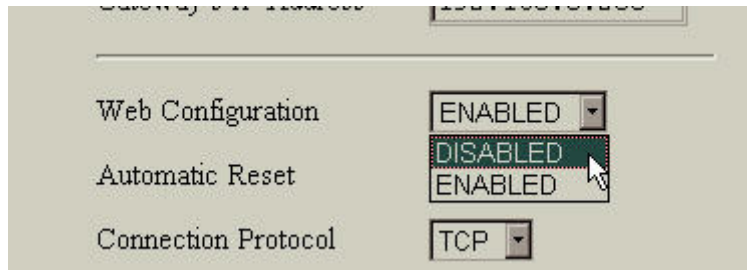 Web Configuration ENABLED
DISABLED
Automatic Reset ENABLED
Connection Protocol TCP